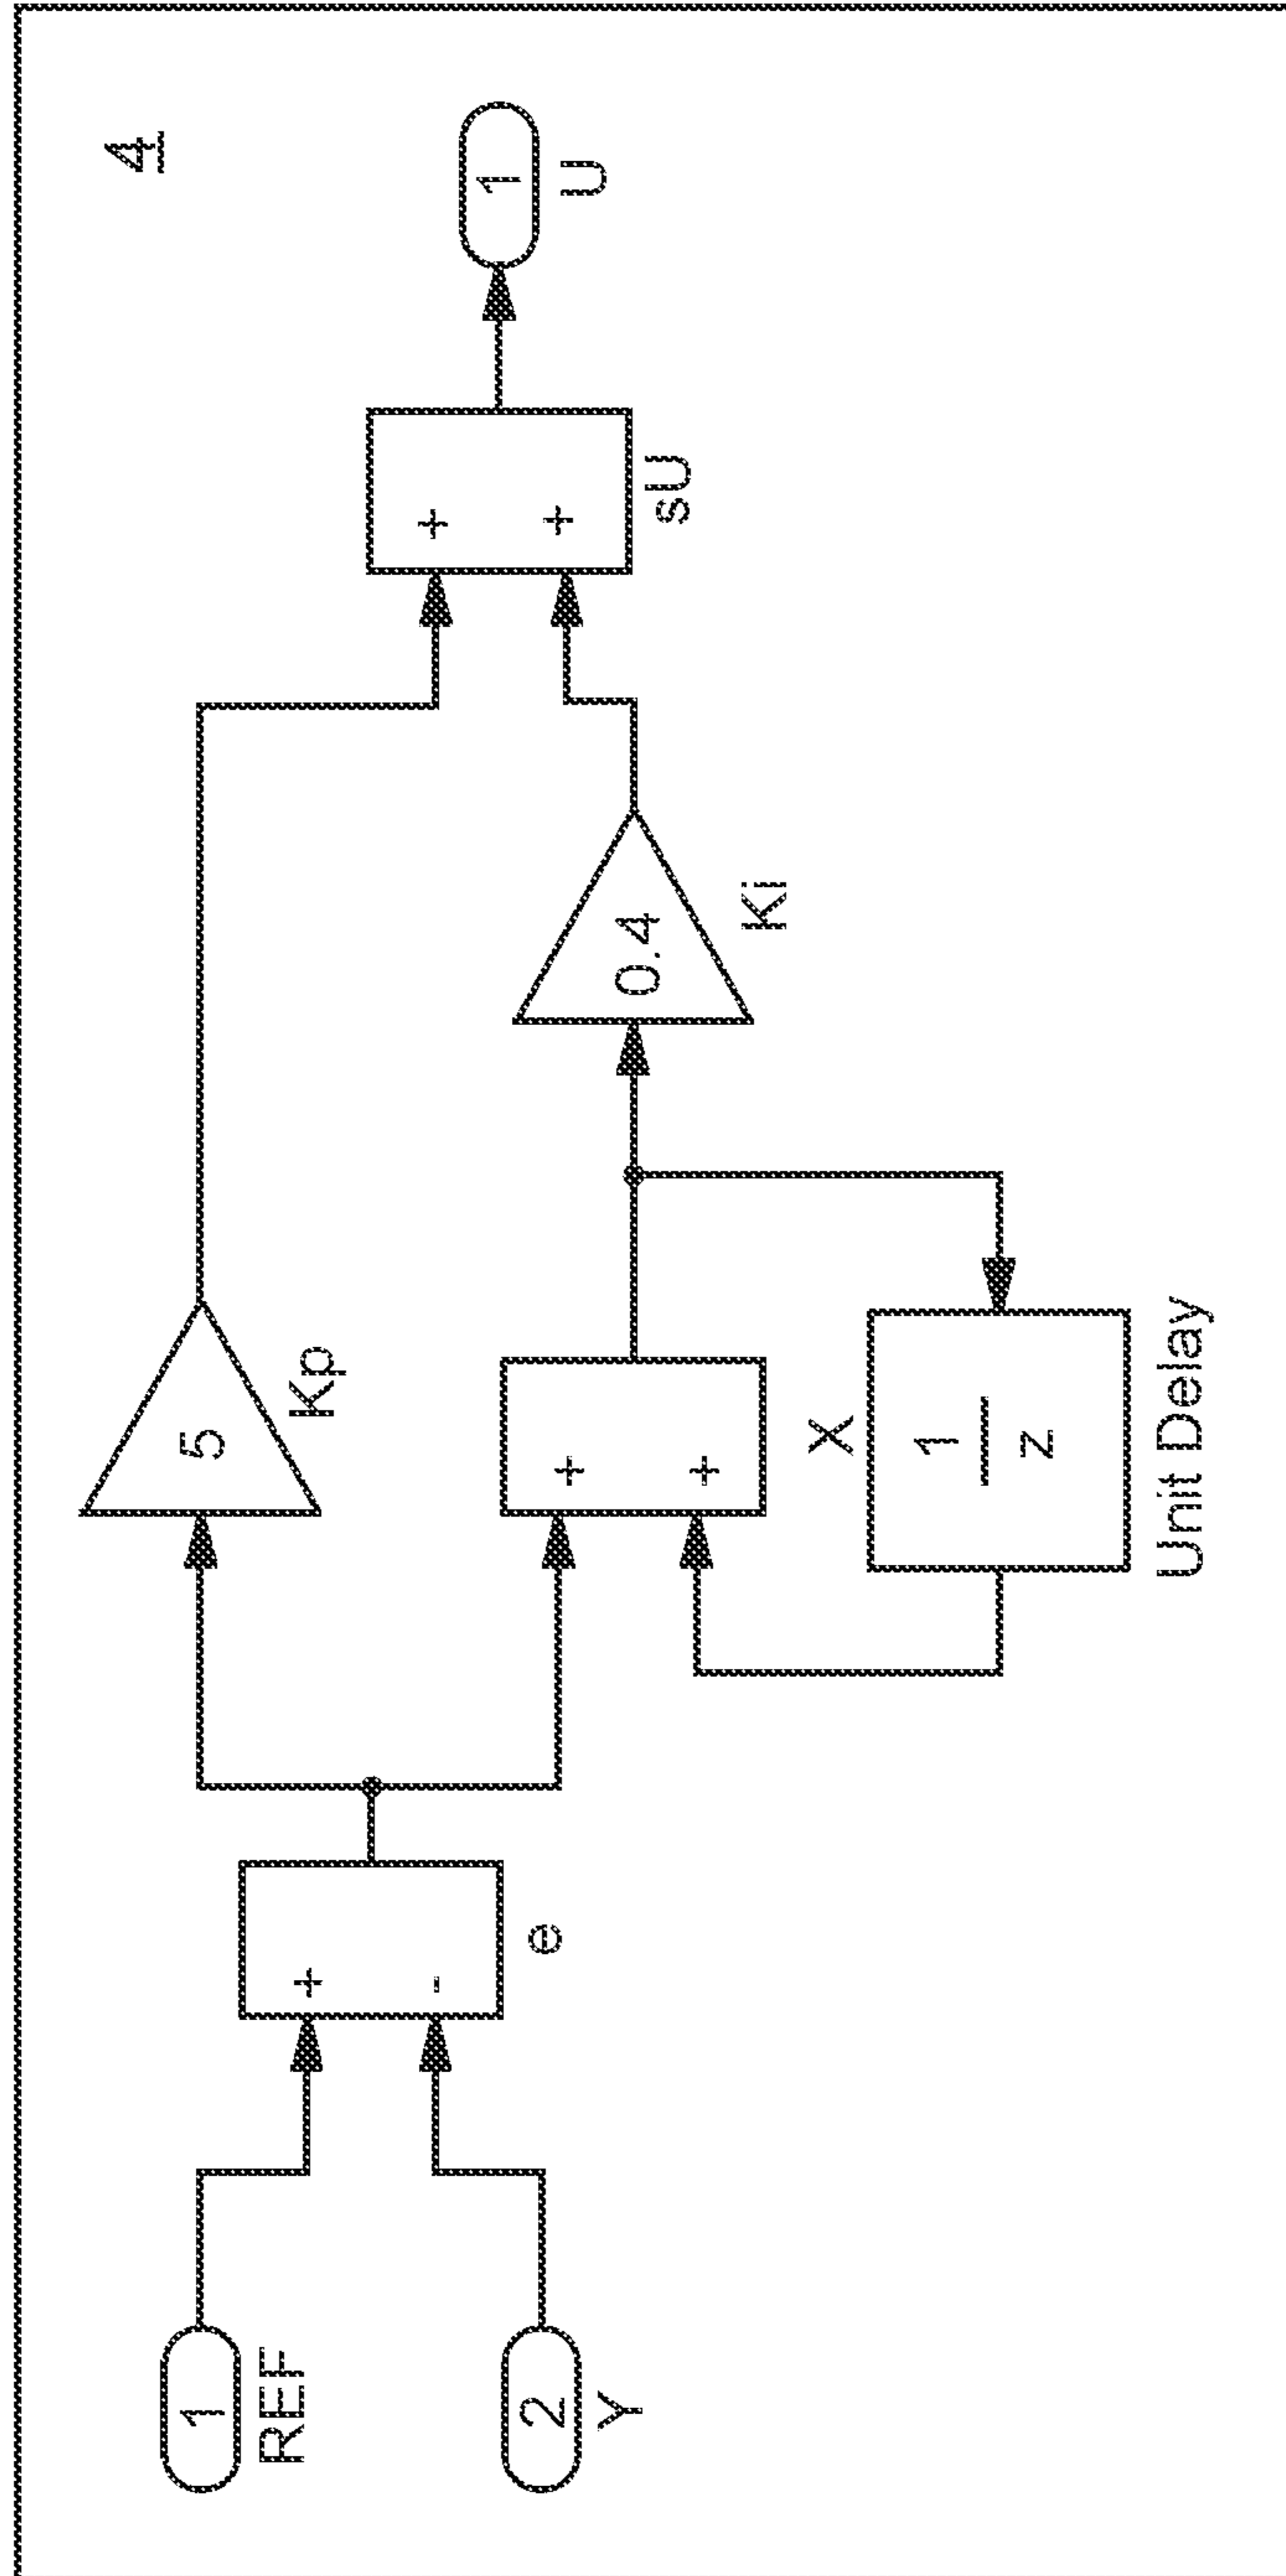 4
1
REF
2
Y
+
-
e
5
Kp
+
+
X
1
z
Unit Delay
0.4
Ki
+
+
sU
1
U